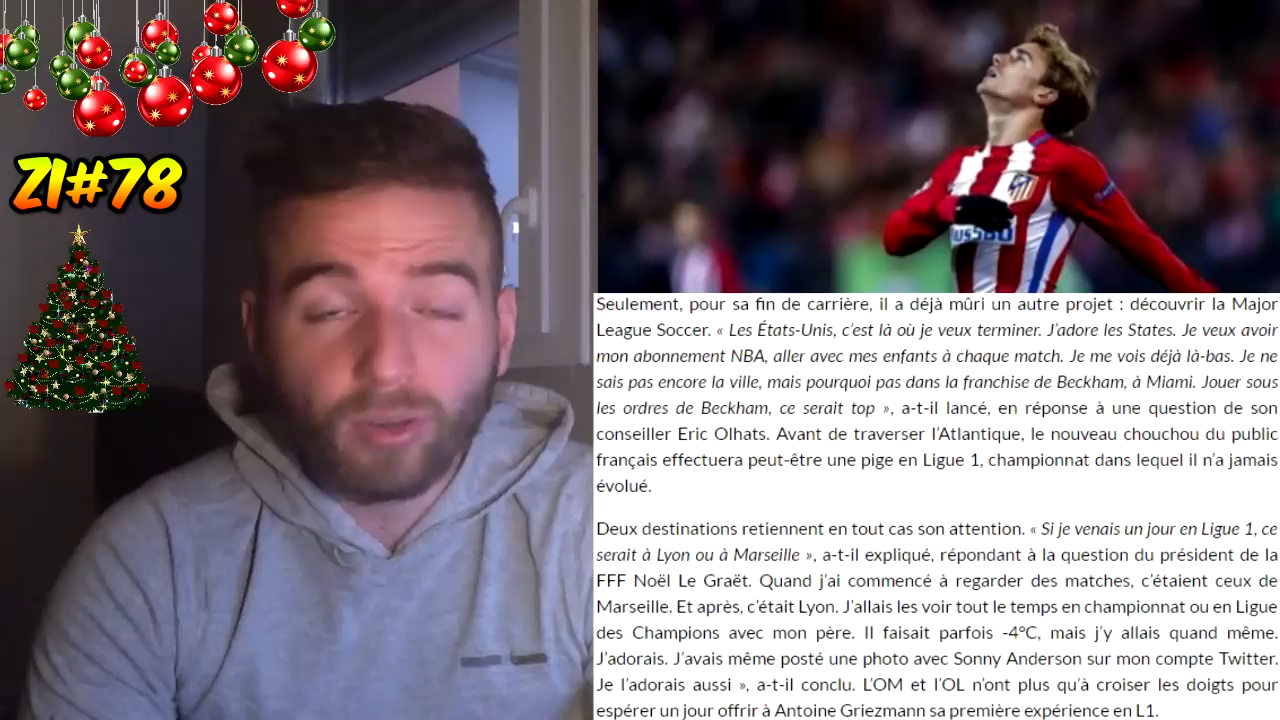 ZI#78
Seulement, pour sa fin de carrière, il a déjà mûri un autre projet : découvrir la Major
League Soccer. « Les États-Unis, c'est là où je veux terminer. J'adore les States. Je veux avoir
mon abonnement NBA, aller avec mes enfants à chaque match. Je me vois déjà là-bas. Je ne
sais pas encore la ville, mais pourquoi pas dans la franchise de Beckham, à Miami. Jouer sous
les ordres de Beckham, ce serait top », a-t-il lancé, en réponse à une question de son
conseiller Eric Olhats. Avant de traverser l'Atlantique, le nouveau chouchou du public
français effectuera peut-être une pige en Ligue 1, championnat dans lequel il n'a jamais
évolué.
Deux destinations retiennent en tout cas son attention. « Si je venais un jour en Ligue 1, ce
serait à Lyon ou à Marseille », a-t-il expliqué, répondant à la question du président de la
FFF Noël Le Graët. Quand j'ai commencé à regarder des matches, c'étaient ceux de
Marseille. Et après, c'était Lyon. J'allais les voir tout le temps en championnat ou en Ligue
des Champions avec mon père. Il faisait parfois -4°C, mais j'y allais quand même.
J'adorais. J'avais même posté une photo avec Sonny Anderson sur mon compte Twitter.
Je l'adorais aussi », a-t-il conclu. L'OM et l'OL n'ont plus qu'à croiser les doigts pour
espérer un jour offrir à Antoine Griezmann sa première expérience en L1.